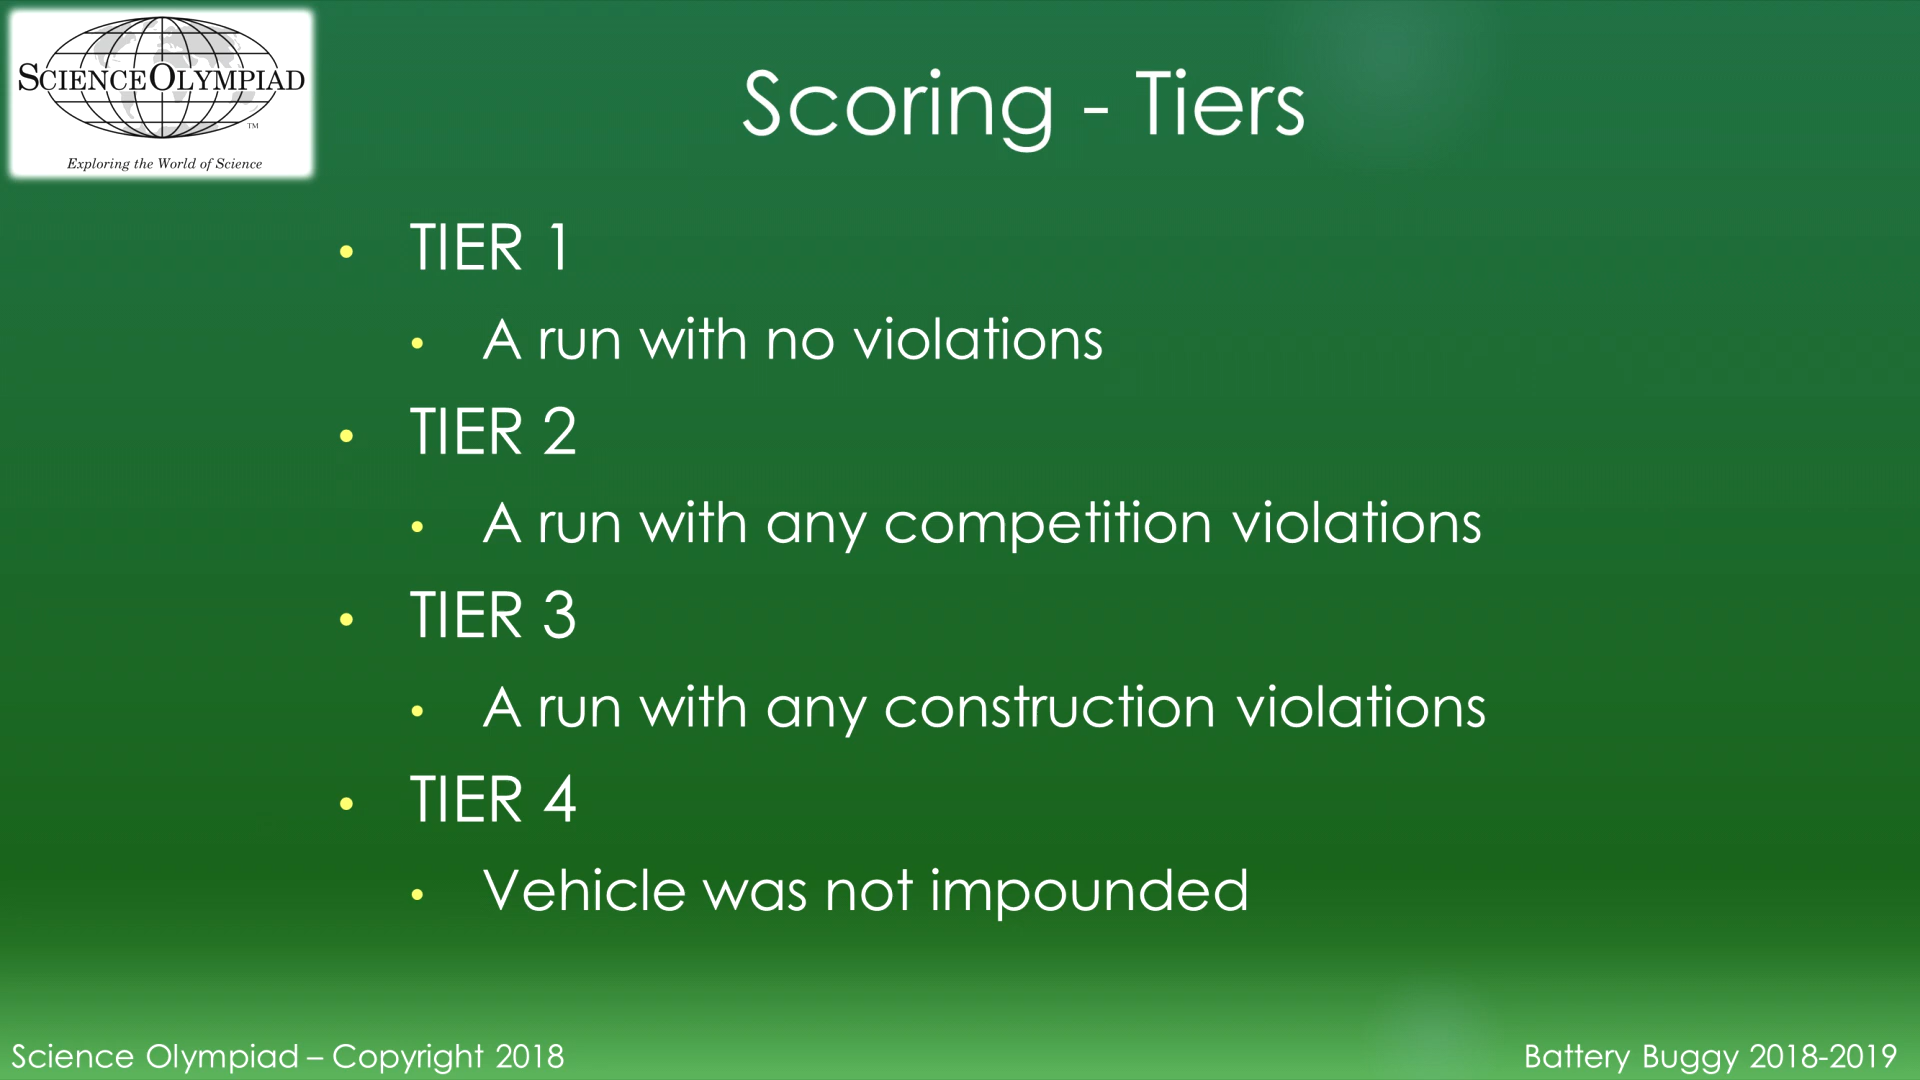 SCIENCE OLYMPIAD
TM
Exploring the World of Science
Scoring - Tiers
• TIER 1
• A run with no violations
• TIER 2
• A run with any competition violations
• TIER 3
• A run with any construction violations
• TIER 4
• Vehicle was not impounded
Science Olympiad – Copyright 2018
Battery Buggy 2018-2019